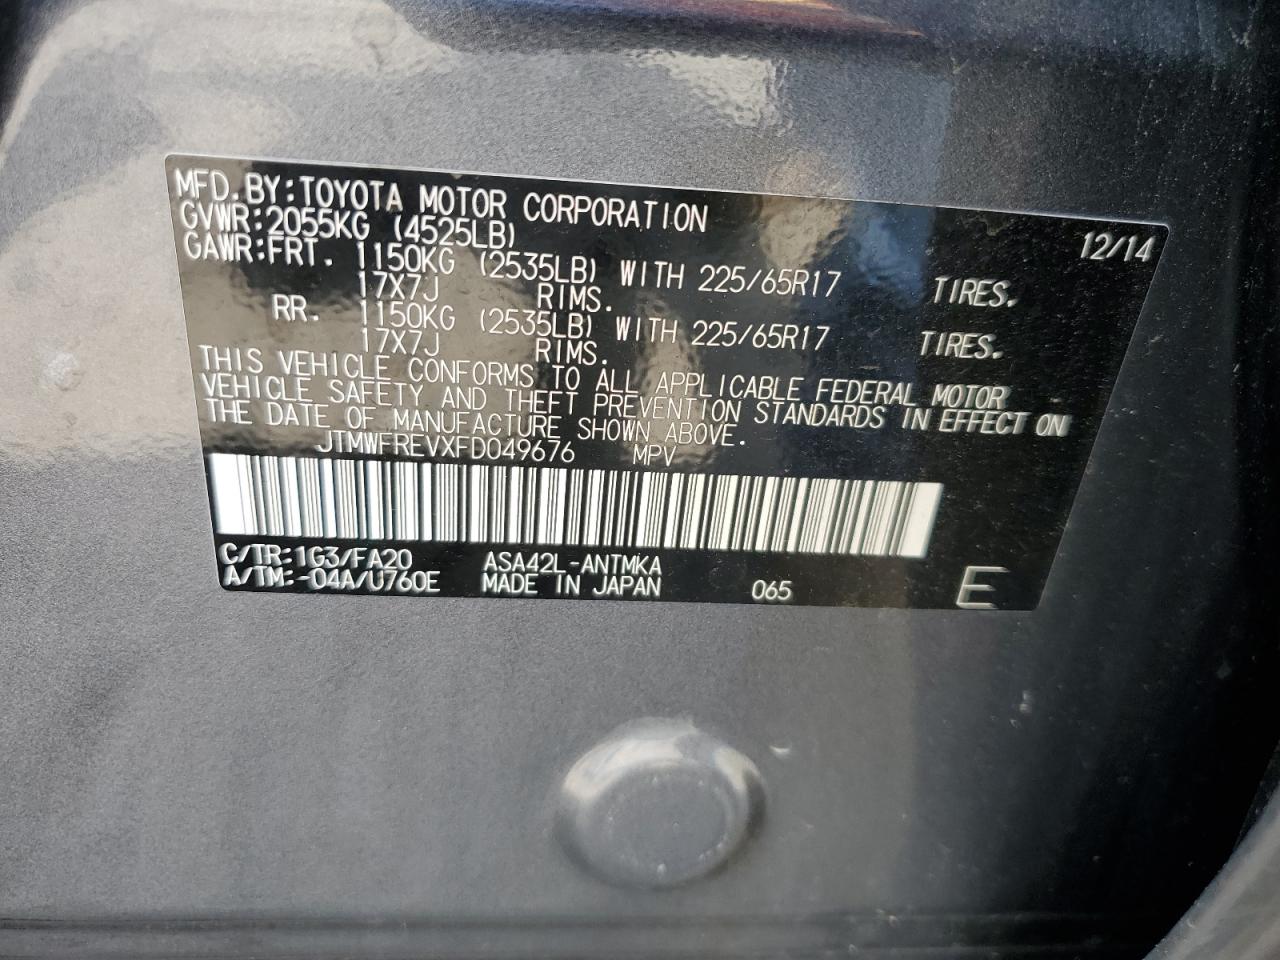 MFD. BY:TOYOTA MOTOR CORPORATION 12/14
GVWR:2055KG (4525LB)
GAWR:FRT. 1150KG (2535LB) WITH 225/65R17 TIRES.
17X7J RIMS.
RR. 1150KG (2535LB) WITH 225/65R17 TIRES.
17X7J RIMS.
THIS VEHICLE CONFORMS TO ALL APPLICABLE FEDERAL MOTOR
VEHICLE SAFETY AND THEFT PREVENTION STANDARDS IN EFFECT ON
THE DATE OF MANUFACTURE SHOWN ABOVE.
JTMWFREVXFD049676 MPV
C/TR:1G3/FA20 ASA42L-ANTMKA
A/TM:-04A/U760E MADE IN JAPAN 065 E